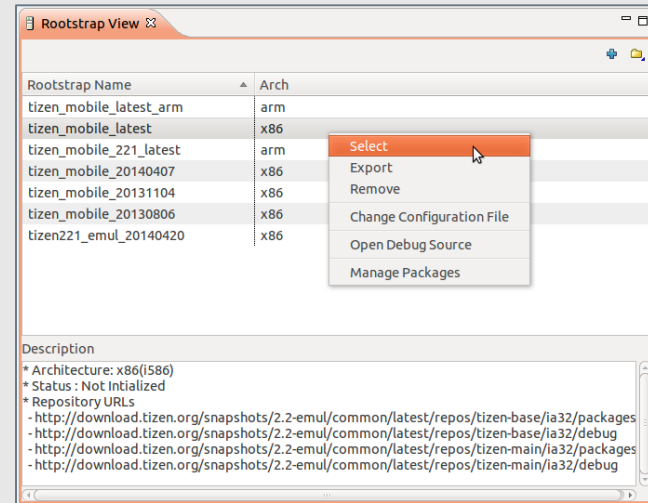 Rootstrap View
Rootstrap Name Arch
tizen_mobile_latest_arm arm
tizen_mobile_latest x86
tizen_mobile_221_latest arm
tizen_mobile_20140407 x86
tizen_mobile_20131104 x86
tizen_mobile_20130806 x86
tizen221_emul_20140420 x86
Select
Export
Remove
Change Configuration File
Open Debug Source
Manage Packages
Description
* Architecture: x86(i586)
* Status : Not Intialized
* Repository URLs
- http://download.tizen.org/snapshots/2.2-emul/common/latest/repos/tizen-base/ia32/packages
- http://download.tizen.org/snapshots/2.2-emul/common/latest/repos/tizen-base/ia32/debug
- http://download.tizen.org/snapshots/2.2-emul/common/latest/repos/tizen-main/ia32/packages
- http://download.tizen.org/snapshots/2.2-emul/common/latest/repos/tizen-main/ia32/debug